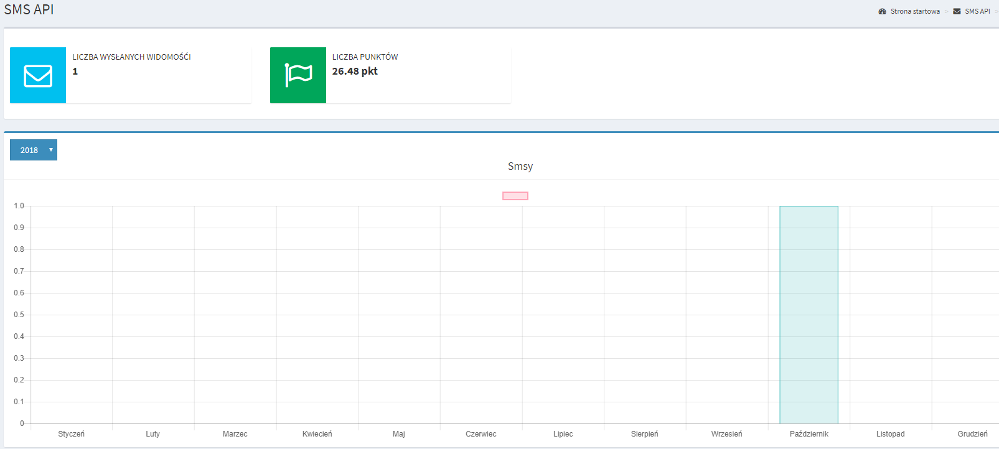 SMS API
Strona startowa > SMS API >
LICZBA WYSŁANYCH WIDOMOŚĆI
1
LICZBA PUNKTÓW
26.48 pkt
2018
Smsy
1.0
0.9
0.8
0.7
0.6
0.5
0.4
0.3
0.2
0.1
0
Styczeń Luty Marzec Kwiecień Maj Czerwiec Lipiec Sierpień Wrzesień Październik Listopad Grudzień